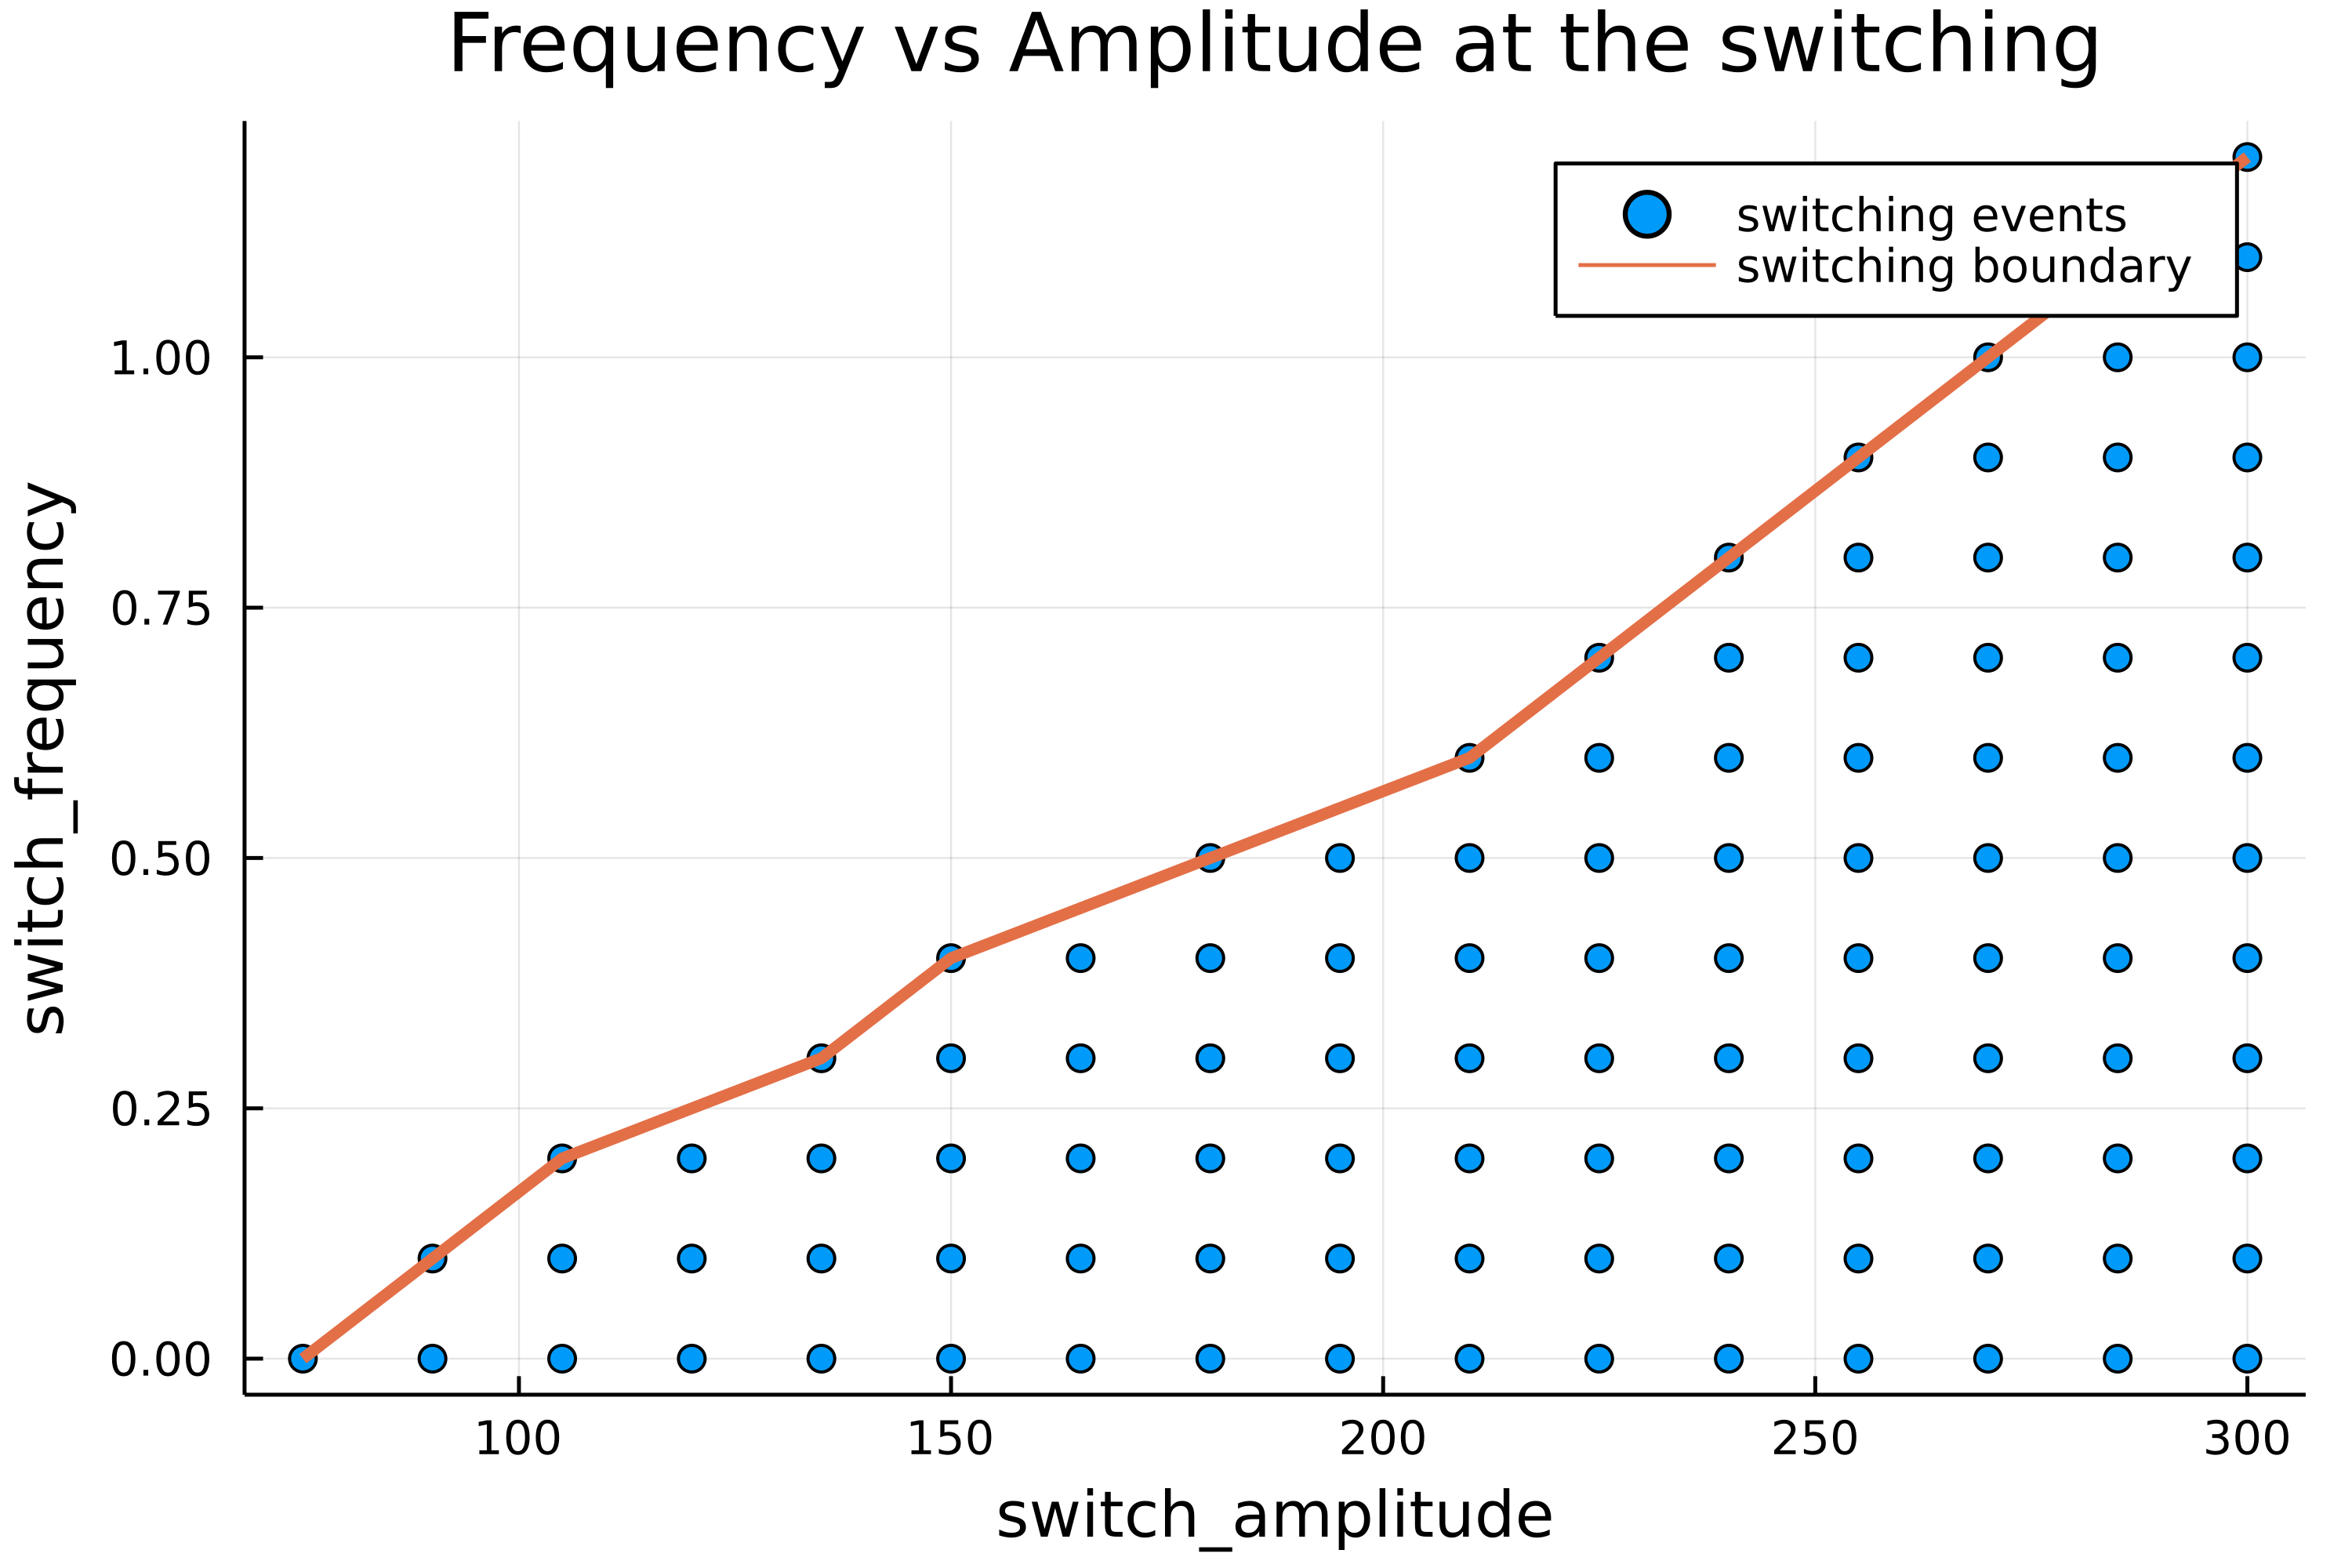 Frequency vs Amplitude at the switching
switching events
switching boundary
switch_frequency
1.00
0.75
0.50
0.25
0.00
100 150 200 250 300
switch_amplitude